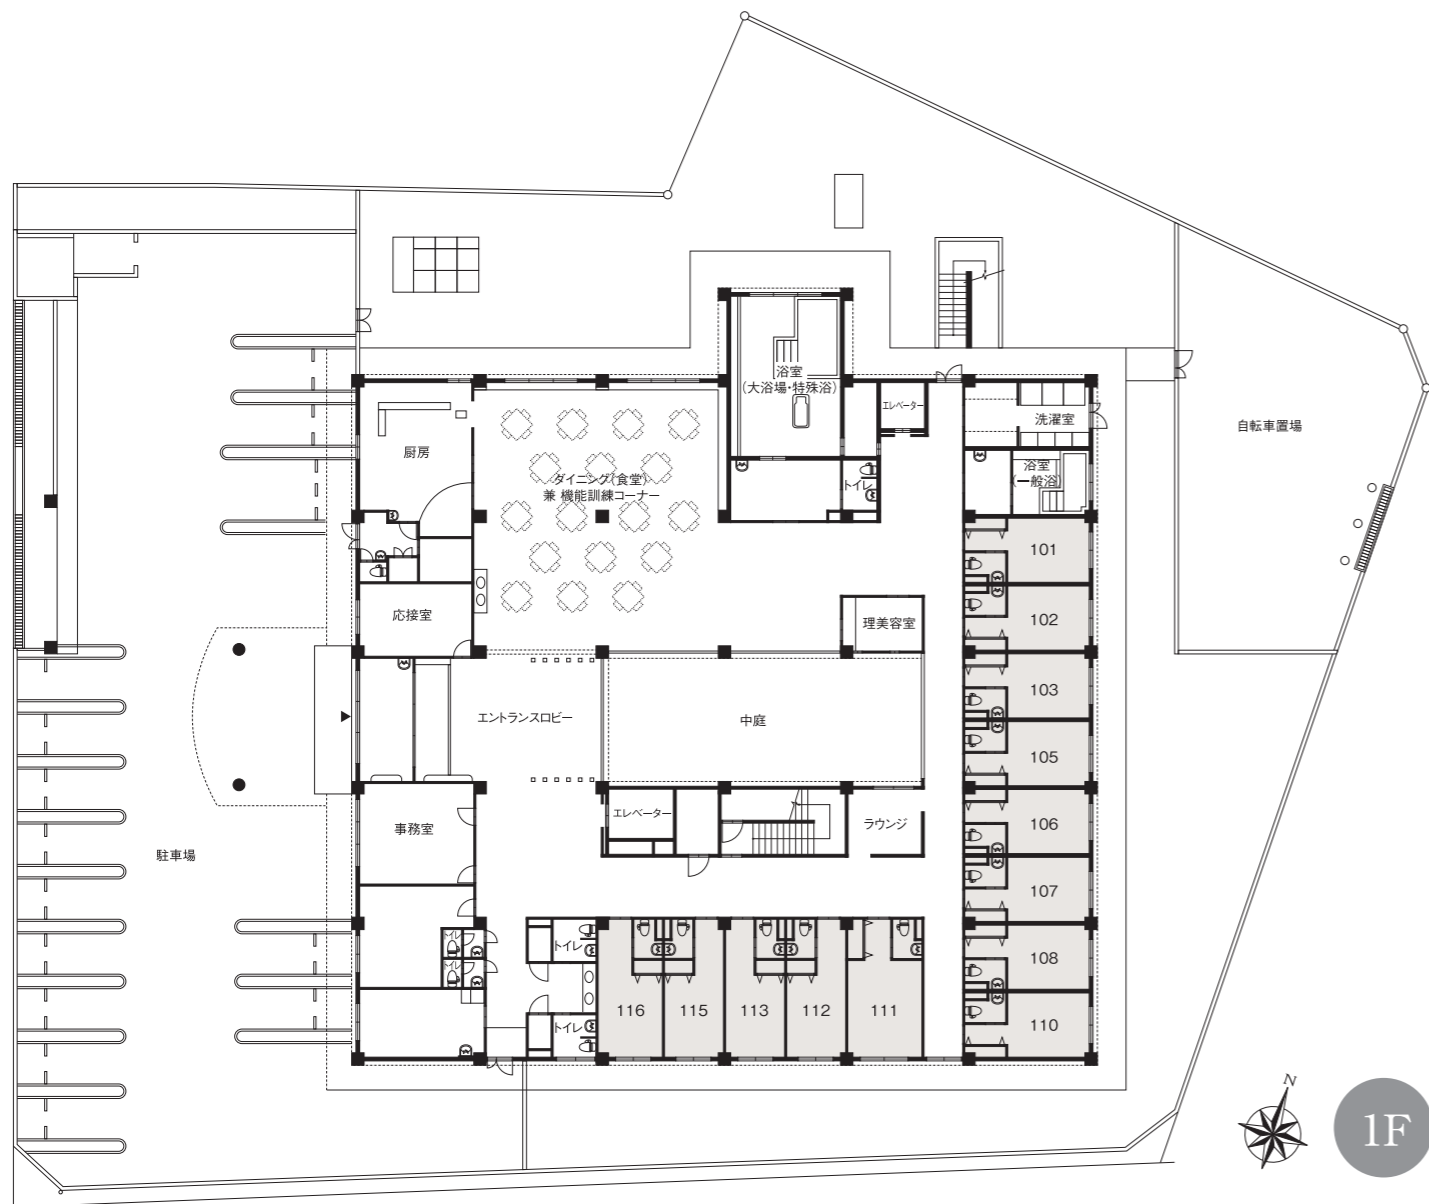 浴室
(大浴場・特殊浴)
エレベーター
洗濯室
自転車置場
厨房
ダイニング(食堂)
兼 機能訓練コーナー
トイレ
浴室
(一般浴)
101
応接室
理美容室
102
103
エントランスロビー
中庭
105
事務室
エレベーター
ラウンジ
106
駐車場
107
トイレ
トイレ
トイレ
108
116
115
113
112
111
トイレ
110
N
1F